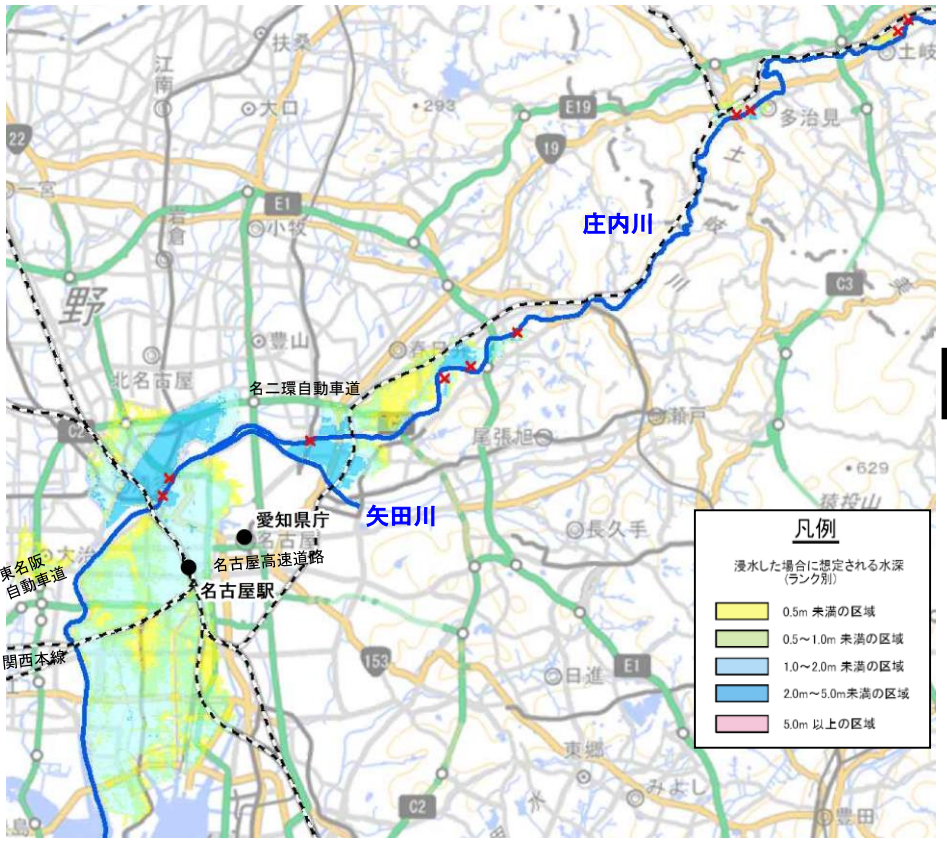 扶桑
江南
大口
・293
E19
土岐
多治見
22
19
土
一宮
E1
岩倉
小牧
庄内川
岐
川
C3
野
豊山
春日井
北名古屋
名二環自動車道
C2
瀬戸
尾張旭
・629
猿投山
矢田川
愛知県庁
名古屋
長久手
大治
東名阪
自動車道
名古屋高速道路
名古屋駅
関西本線
153
E1
日進
東郷
みよし
C2
豊田
島
水
凡例
浸水した場合に想定される水深
(ランク別)
0.5m 未満の区域
0.5～1.0m 未満の区域
1.0～2.0m 未満の区域
2.0m～5.0m未満の区域
5.0m 以上の区域